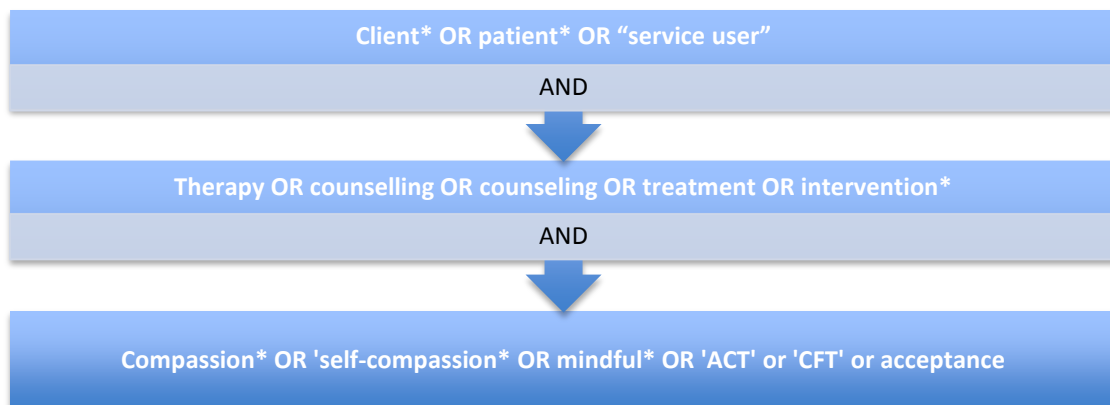 Client* OR patient* OR “service user”
AND
Therapy OR counselling OR counseling OR treatment OR intervention*
AND
Compassion* OR 'self-compassion* OR mindful* OR 'ACT' or 'CFT' or acceptance